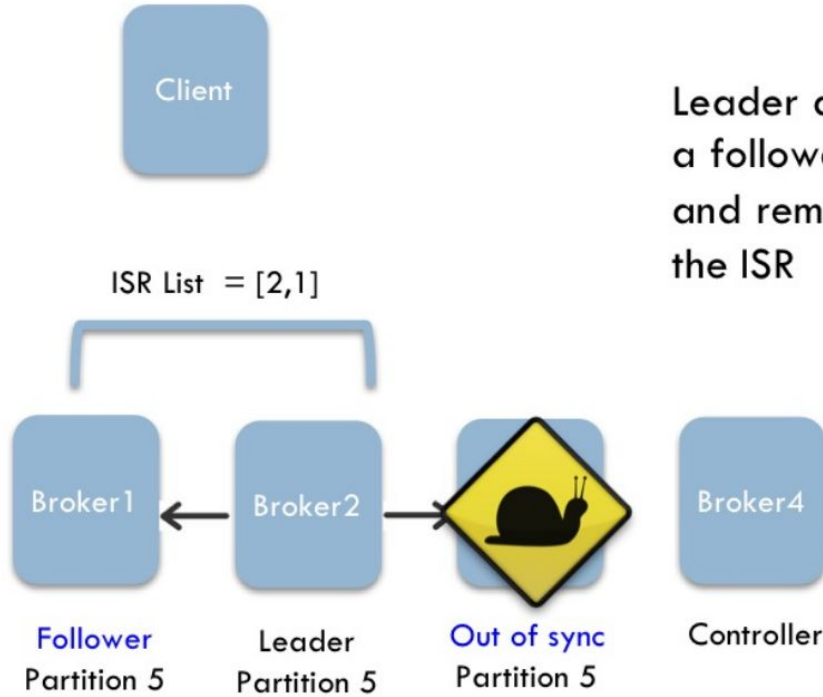 Client
Leader
a follow
and rem
the ISR
ISR List = [2,1]
Broker1
Broker2
Broker4
Follower
Partition 5
Leader
Partition 5
Out of sync
Partition 5
Controller